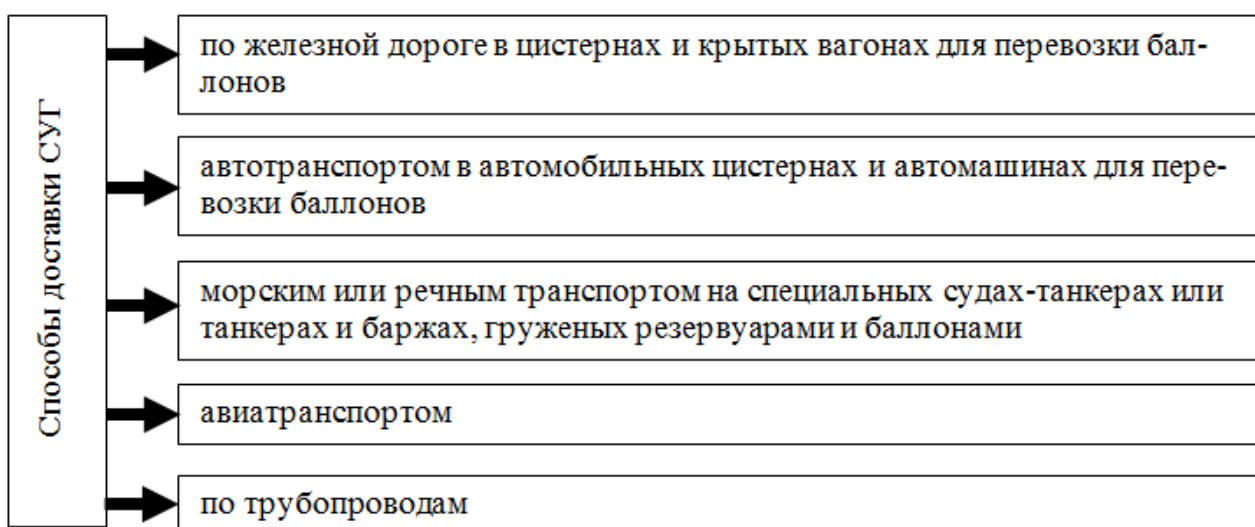 Способы доставки СУГ
по железной дороге в цистернах и крытых вагонах для перевозки бал-
лонов
автотранспортом в автомобильных цистернах и автомашинах для пере-
возки баллонов
морским или речным транспортом на специальных судах-танкерах или
танкерах и баржах, груженых резервуарами и баллонами
авиатранспортом
по трубопроводам